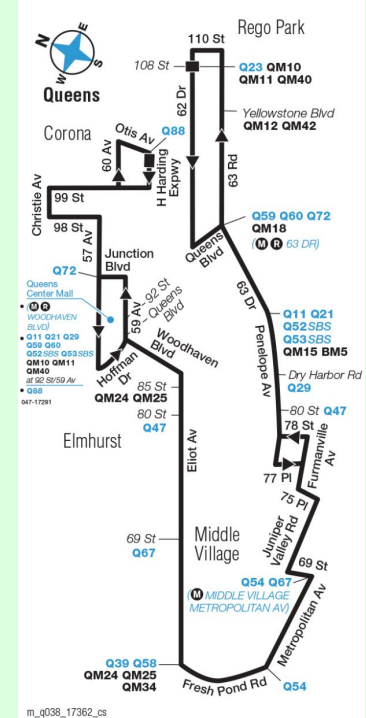 N
E
W
S
Queens
Rego Park
110 St
108 St
Q23 QM10
QM11 QM40
62 Dr
63 Rd
Yellowstone Blvd
QM12 QM42
Corona
Otis Av
Q88
60 Av
H Harding
Expwy
Christie Av
99 St
98 St
57 Av
Junction
Blvd
Q59 Q60 Q72
QM18
(M R 63 DR)
Queens
Blvd
63 Dr
Q72
Queens
Center Mall
M R
WOODHAVEN
BLVD)
Q11 Q21 Q29
Q59 Q60
Q52SBS Q53SBS
QM10 QM11
QM40
at 92 St/59 Av
Q88
047-17291
59 Av
92 St
Queens
Blvd
Hoffman
Dr
Woodhaven
Blvd
Q11 Q21
Q52SBS
Q53SBS
QM15 BM5
Penelope Av
Dry Harbor Rd
Q29
85 St
QM24 QM25
80 St
Q47
80 St Q47
78 St
77 Pl
Furmanville
Av
75 Pl
Elmhurst
Eliot Av
Juniper
Valley Rd
69 St
Q67
Middle
Village
69 St
Q54 Q67
(M MIDDLE VILLAGE
METROPOLITAN AV)
Metropolitan Av
Q39 Q58
QM24 QM25
QM34
Fresh Pond Rd
Q54
m_q038_17362_cs